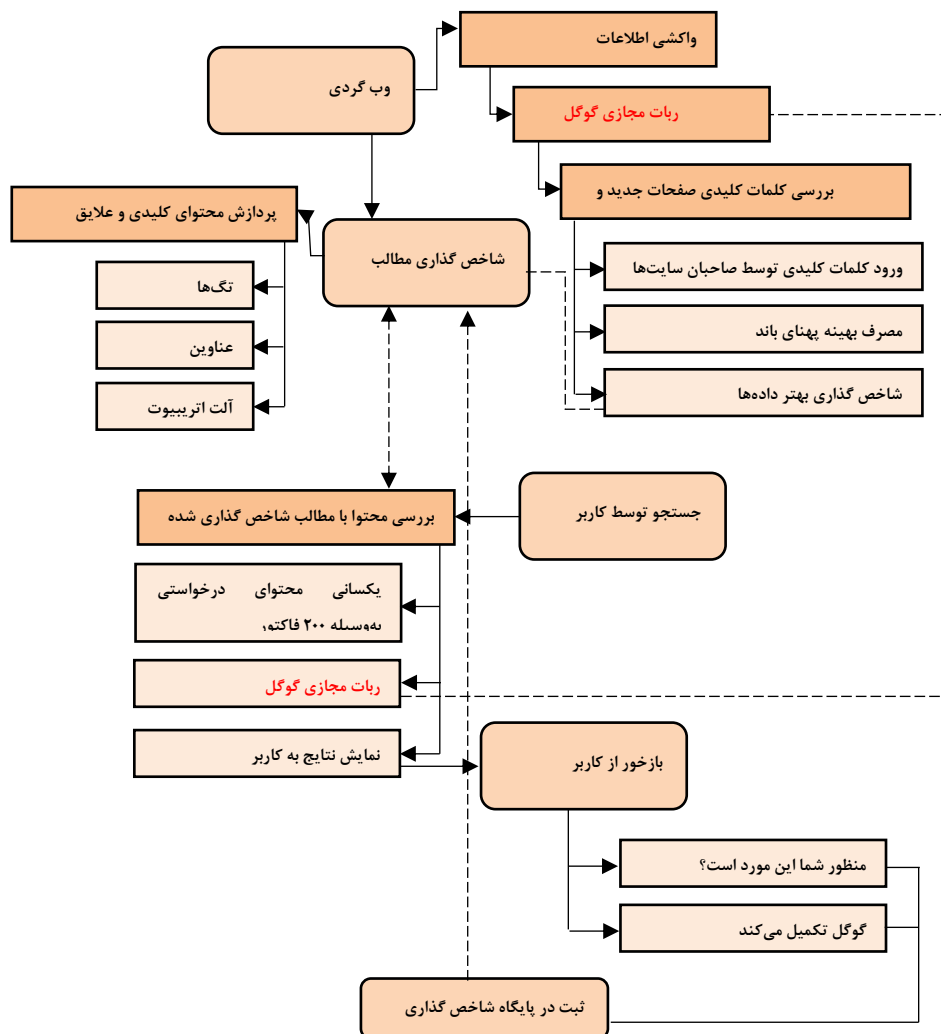 واکشی اطلاعات
وب گردی
ربات مجازی گوگل
بررسی کلمات کلیدی صفحات جدید و
پردازش محتوای کلیدی و علایق
شاخص گذاری مطالب
ورود کلمات کلیدی توسط صاحبان سایت‌ها
تگ‌ها
مصرف بهینه پهنای باند
عناوین
شاخص گذاری بهتر داده‌ها
آلت اتریبیوت
جستجو توسط کاربر
بررسی محتوا با مطالب شاخص گذاری شده
یکسانی محتوای درخواستی
به‌وسیله ۲۰۰ فاکتور
ربات مجازی گوگل
نمایش نتایج به کاربر
بازخور از کاربر
منظور شما این مورد است؟
گوگل تکمیل می‌کند
ثبت در پایگاه شاخص گذاری